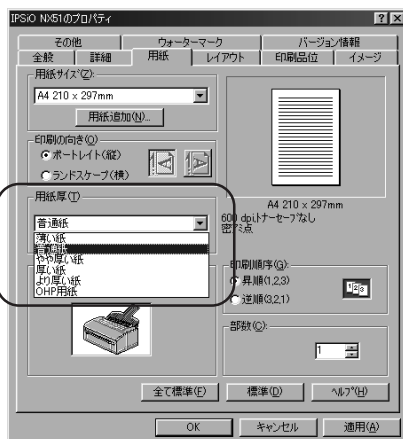 IPSiO NX51のプロパティ
その他 ウォーターマーク バージョン情報
全般 詳細 用紙 レイアウト 印刷品位 イメージ
用紙サイズ(Z):
A4 210 x 297mm
用紙追加(N)...
印刷の向き(O)
ポートレイト(縦)
ランドスケープ(横)
用紙厚(T)
普通紙
薄い紙
普通紙
やや厚い紙
厚い紙
より厚い紙
OHP用紙
A4 210 x 297mm
600 dpi,トナーセーブなし
密アミ点
印刷順序(G):
昇順(1,2,3)
逆順(3,2,1)
部数(C):
1
全て標準(F) 標準(D) ヘルプ(H)
OK キャンセル 適用(A)